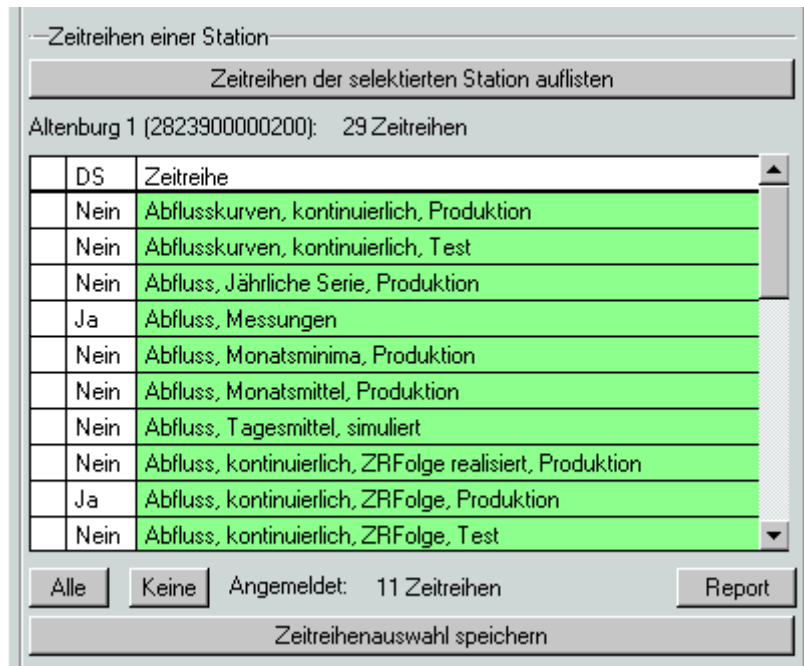 Zeitreihen einer Station
Zeitreihen der selektierten Station auflisten
Altenburg 1 (2823900000200): 29 Zeitreihen
DS Zeitreihe
Nein Abflusskurven, kontinuierlich, Produktion
Nein Abflusskurven, kontinuierlich, Test
Nein Abfluss, Jährliche Serie, Produktion
Ja Abfluss, Messungen
Nein Abfluss, Monatsminima, Produktion
Nein Abfluss, Monatsmittel, Produktion
Nein Abfluss, Tagesmittel, simuliert
Nein Abfluss, kontinuierlich, ZRFolge realisiert, Produktion
Ja Abfluss, kontinuierlich, ZRFolge, Produktion
Nein Abfluss, kontinuierlich, ZRFolge, Test
Alle Keine Angemeldet: 11 Zeitreihen Report
Zeitreihenauswahl speichern